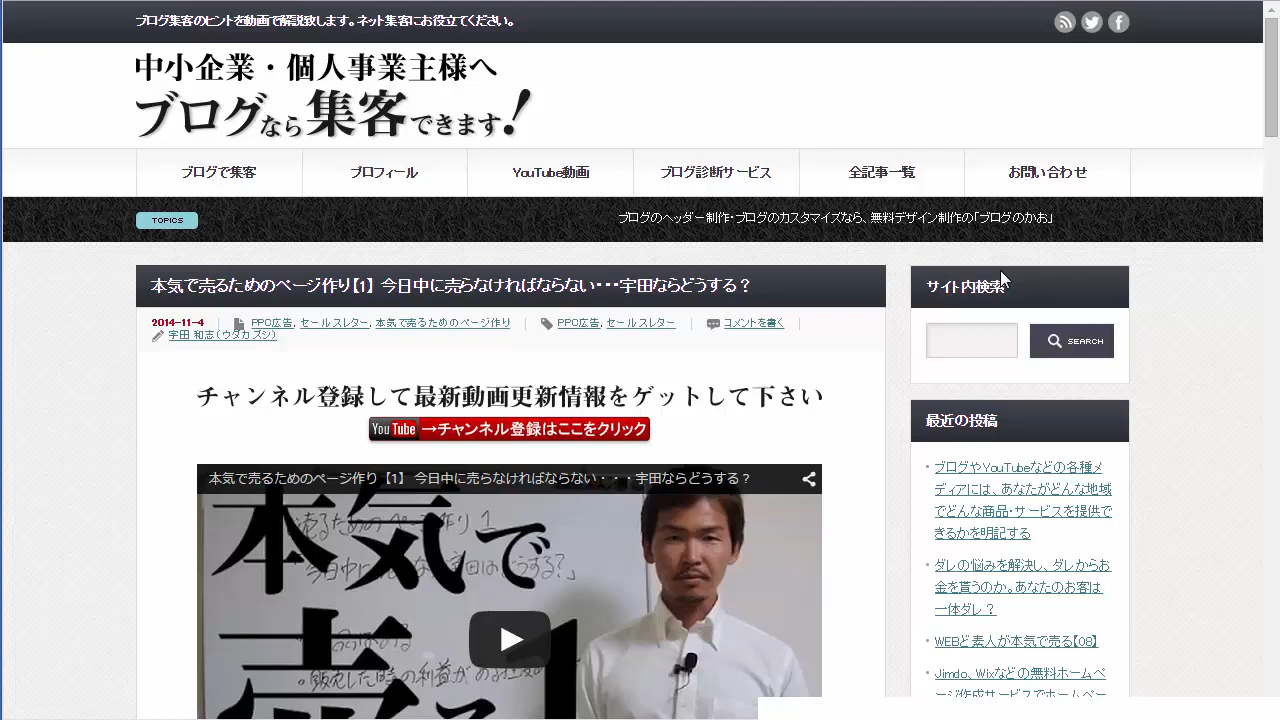 ブログ集客のヒントを動画で解説致します。ネット集客にお役立てください。
中小企業・個人事業主様へ
ブログなら集客できます!
ブログで集客
プロフィール
YouTube動画
ブログ診断サービス
全記事一覧
お問い合わせ
TOPICS
ブログのヘッダー制作・ブログのカスタマイズなら、無料デザイン制作の「ブログのかお」
本気で売るためのページ作り【1】 今日中に売らなければならない・・・宇田ならどうする？
2014-11-4
PPC広告, セールスレター, 本気で売るためのページ作り
PPC広告, セールスレター
コメントを書く
宇田 和志（ウダカズシ）
チャンネル登録して最新動画更新情報をゲットして下さい
YouTube →チャンネル登録はここをクリック
本気で売るためのページ作り【1】 今日中に売らなければならない・・・宇田ならどうする？
本気で
売る
1
サイト内検索
SEARCH
最近の投稿
ブログやYouTubeなどの各種メ
ディアには、あなたがどんな地域
でどんな商品・サービスを提供で
きるかを明記する
ダレの悩みを解決し、ダレからお
金を貰うのか。あなたのお客は
一体ダレ？
WEBど素人が本気で売る【08】
Jimdo、Wixなどの無料ホームペ
ージ作成サービスでホームペー